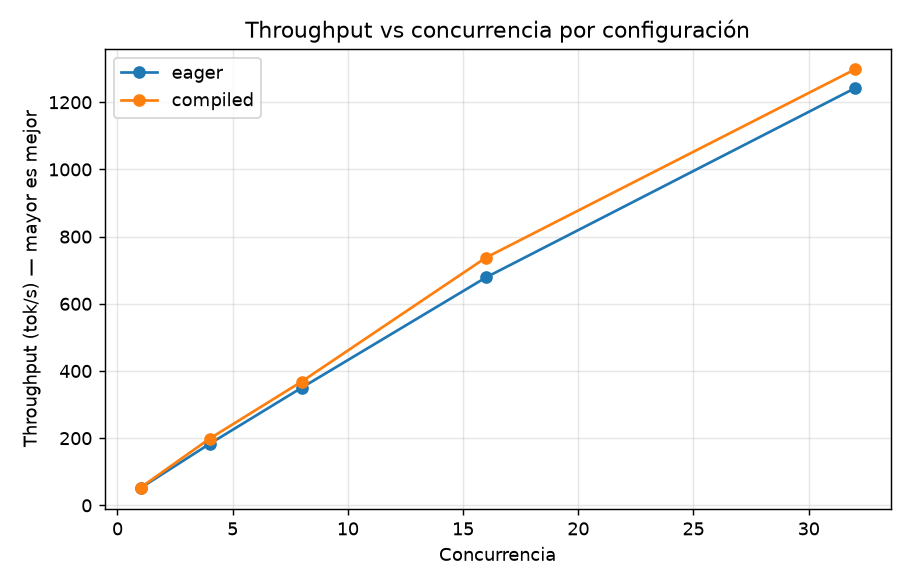 Throughput vs concurrencia por configuración
eager
compiled
Throughput (tok/s) — mayor es mejor
1200
1000
800
600
400
200
0
0 5 10 15 20 25 30
Concurrencia